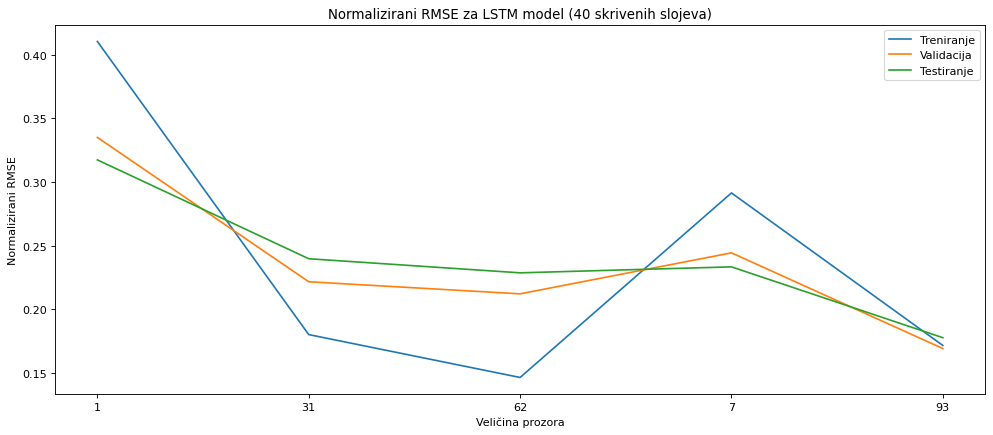 Normalizirani RMSE za LSTM model (40 skrivenih slojeva)
Treniranje
Validacija
Testiranje
Normalizirani RMSE
0.40
0.35
0.30
0.25
0.20
0.15
1 31 62 7 93
Veličina prozora